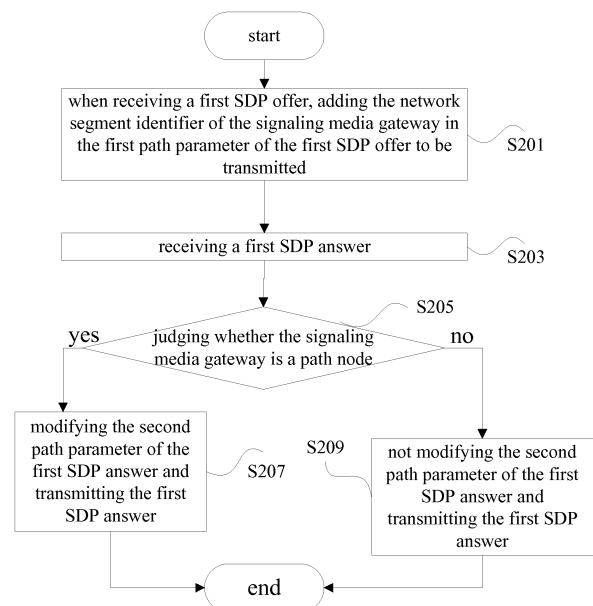 start
when receiving a first SDP offer, adding the network
segment identifier of the signaling media gateway in
the first path parameter of the first SDP offer to be
transmitted
S201
receiving a first SDP answer
S203
S205
yes
judging whether the signaling
media gateway is a path node
no
modifying the second
path parameter of the
first SDP answer and
transmitting the first
SDP answer
S207
S209
not modifying the second
path parameter of the first
SDP answer and
transmitting the first SDP
answer
end